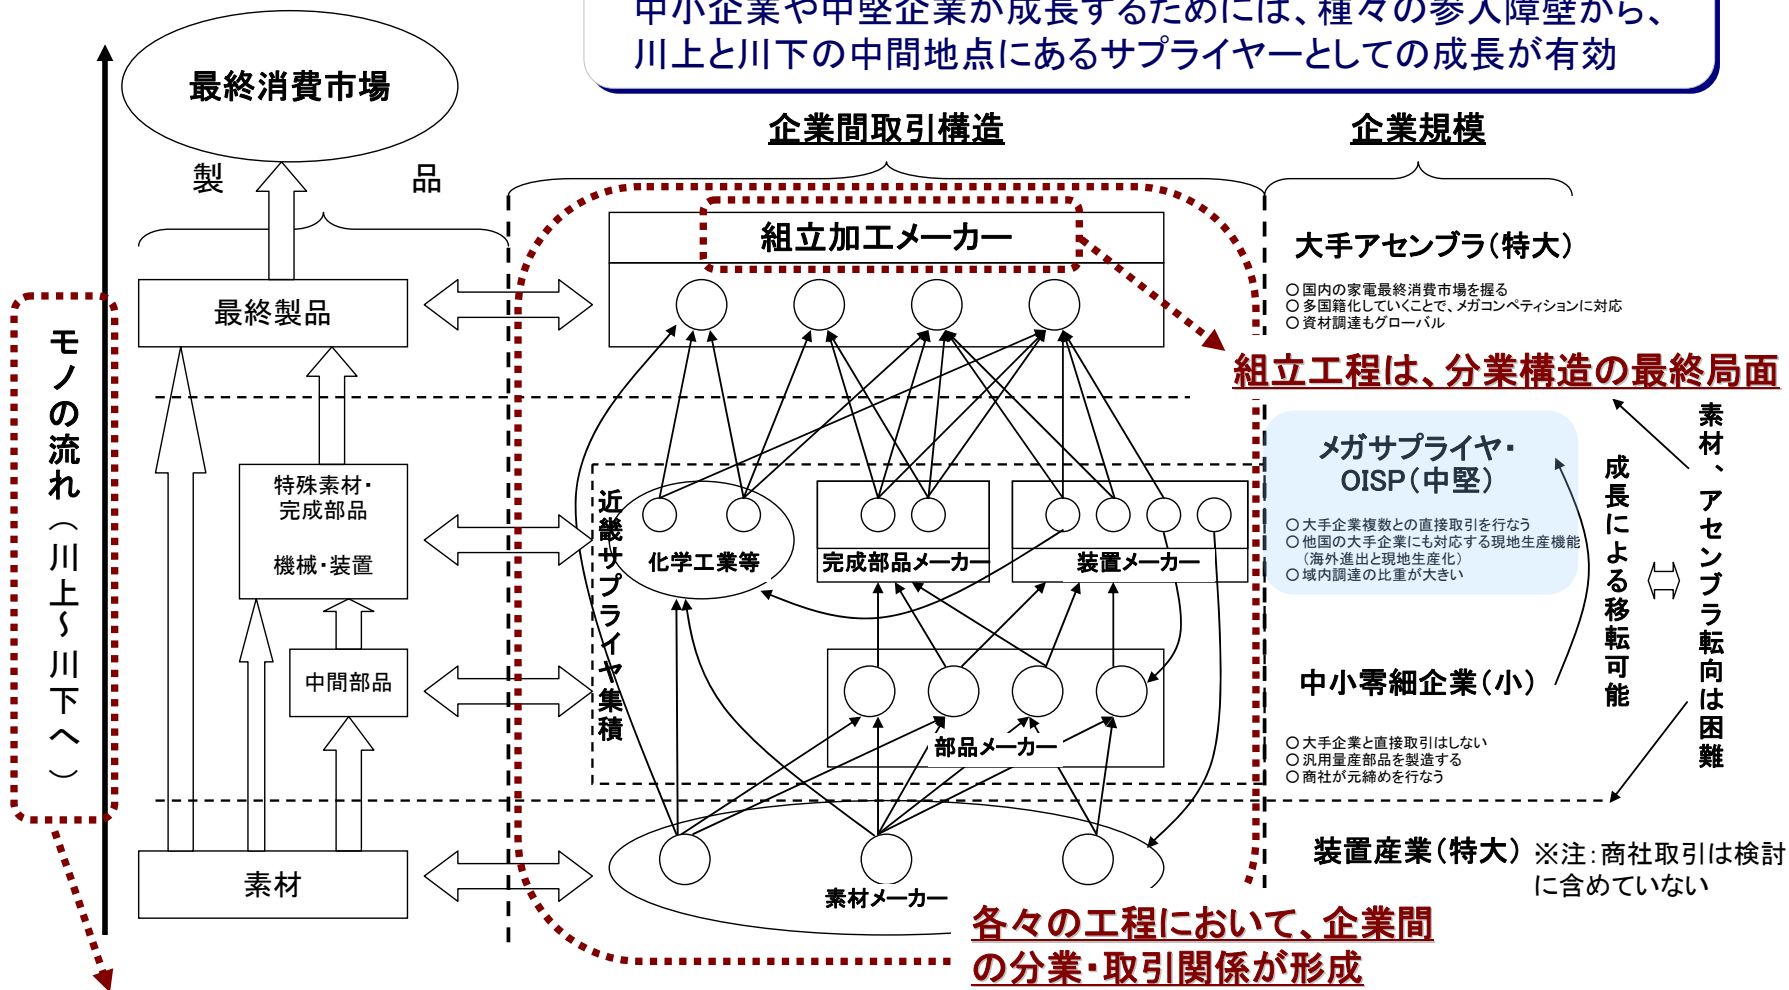 中小企業や中堅企業が成長するためには、種々の参入障壁から、
川上と川下の中間地点にあるサプライヤーとしての成長が有効
最終消費市場
企業間取引構造
企業規模
製 品
組立加工メーカー
大手アセンブラ(特大)
○国内の家電最終消費市場を握る
○多国籍化していくことで、メガコンペティションに対応
○資材調達もグローバル
最終製品
モノの流れ(川上~川下へ)
組立工程は、分業構造の最終局面
特殊素材・
完成部品
機械・装置
近畿サプライヤ集積
化学工業等
完成部品メーカー
装置メーカー
メガサプライヤ・
OISP(中堅)
○大手企業複数との直接取引を行なう
○他国の大手企業にも対応する現地生産機能
(海外進出と現地生産化)
○域内調達の比重が大きい
成長による移転可能
素材、アセンブラ転向は困難
中間部品
部品メーカー
中小零細企業(小)
○大手企業と直接取引はしない
○汎用量産部品を製造する
○商社が元締めを行なう
素材
素材メーカー
装置産業(特大)
※注:商社取引は検討
に含めていない
各々の工程において、企業間
の分業・取引関係が形成